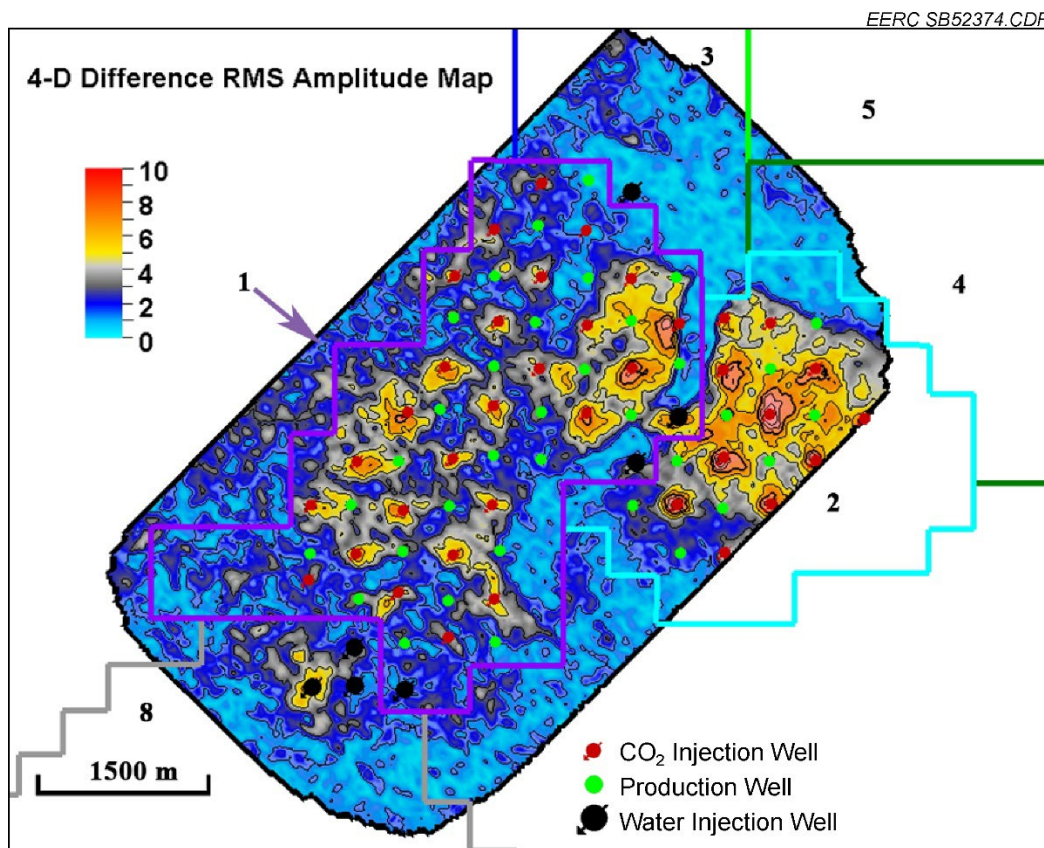 EERC SB52374.CDR
4-D Difference RMS Amplitude Map
3
5
10
8
6
4
2
0
1
4
2
8
1500 m
CO₂ Injection Well
Production Well
Water Injection Well